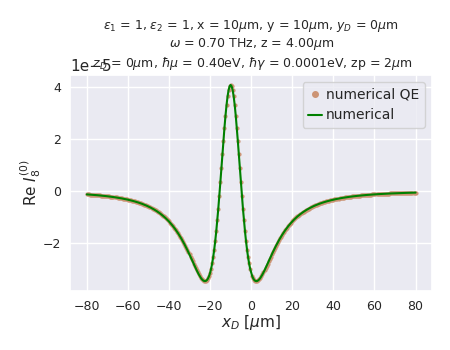 ε₁ = 1, ε₂ = 1, x = 10μm, y = 10μm, y_D = 0μm
ω = 0.70 THz, z = 4.00μm
z_D = 0μm, ℏμ = 0.40eV, ℏγ = 0.0001eV, zp = 2μm
1e−5
numerical QE
numerical
4
2
0
−2
Re I₈⁽⁰⁾
−80 −60 −40 −20 0 20 40 60 80
x_D [μm]